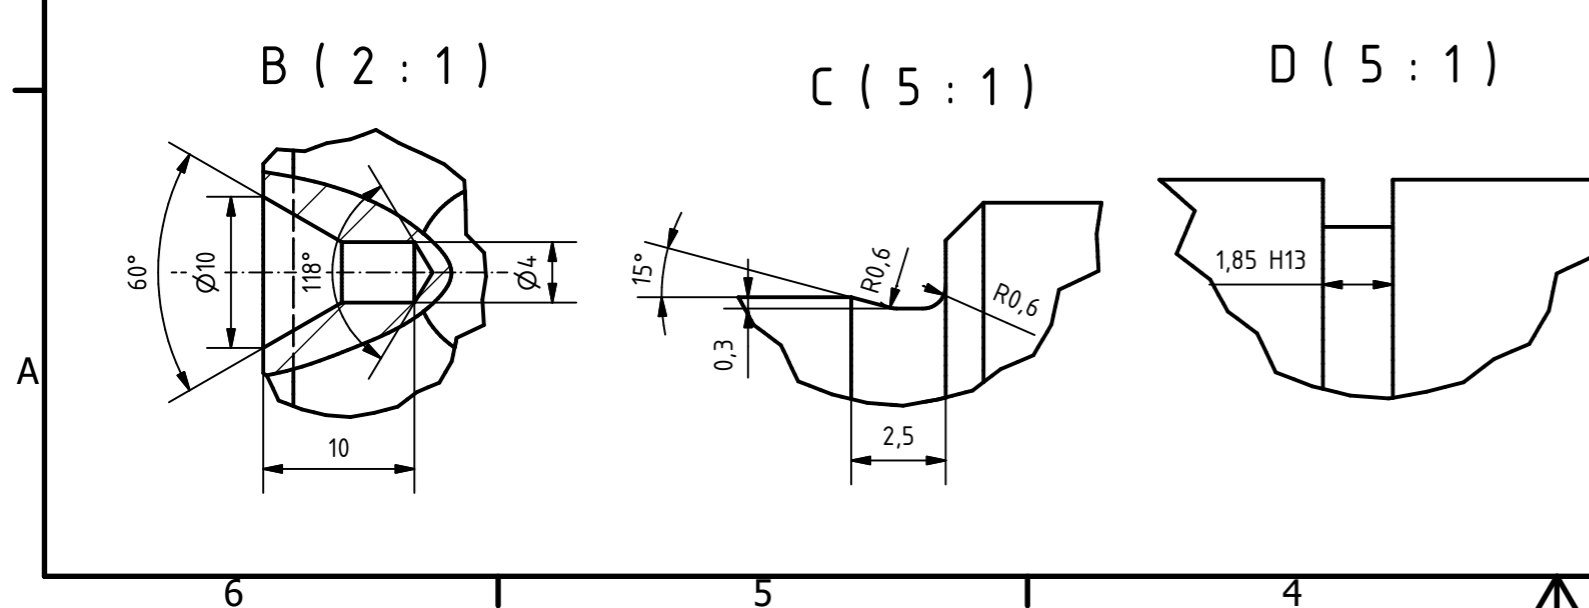 B ( 2 : 1 )
C ( 5 : 1 )
D ( 5 : 1 )
60°
Ø10
118°
Ø4
10
15°
0,3
R0,6
R0,6
2,5
1,85 H13
A
6
5
4